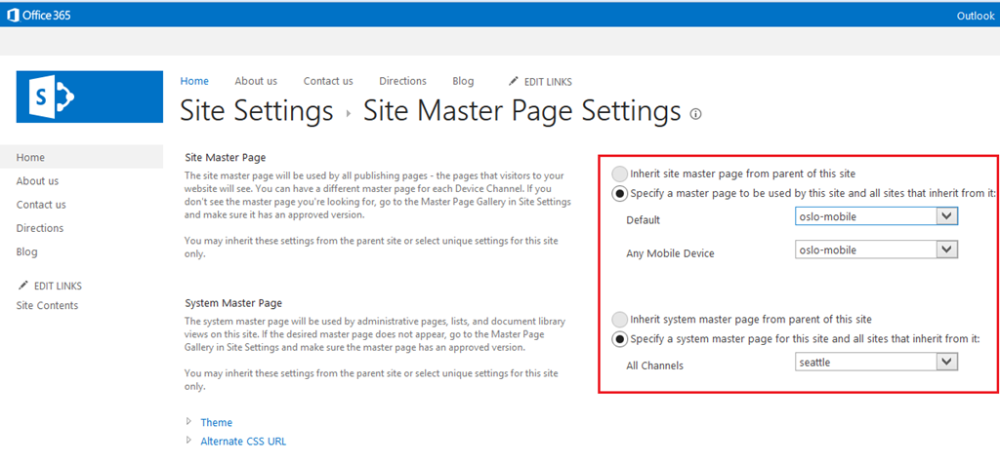 Office 365
Outlook
S
Home About us Contact us Directions Blog EDIT LINKS
Site Settings Site Master Page Settings
Home
About us
Contact us
Directions
Blog
EDIT LINKS
Site Contents
Site Master Page
The site master page will be used by all publishing pages - the pages that visitors to your
website will see. You can have a different master page for each Device Channel. If you
don't see the master page you're looking for, go to the Master Page Gallery in Site Settings
and make sure it has an approved version.
You may inherit these settings from the parent site or select unique settings for this site
only.
Inherit site master page from parent of this site
Specify a master page to be used by this site and all sites that inherit from it:
Default oslo-mobile
Any Mobile Device oslo-mobile
System Master Page
The system master page will be used by administrative pages, lists, and document library
views on this site. If the desired master page does not appear, go to the Master Page
Gallery in Site Settings and make sure the master page has an approved version.
You may inherit these settings from the parent site or select unique settings for this site
only.
Inherit system master page from parent of this site
Specify a system master page for this site and all sites that inherit from it:
All Channels seattle
Theme
Alternate CSS URL